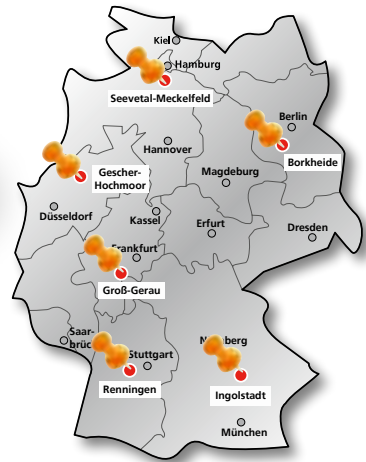 Kiel
Hamburg
Seevetal-Meckelfeld
Berlin
Hannover
Borkheide
Gescher-
Hochmoor
Magdeburg
Düsseldorf
Kassel
Erfurt
Dresden
Frankfurt
Groß-Gerau
Saar-
brüc
Stuttgart
N
berg
Renningen
Ingolstadt
München